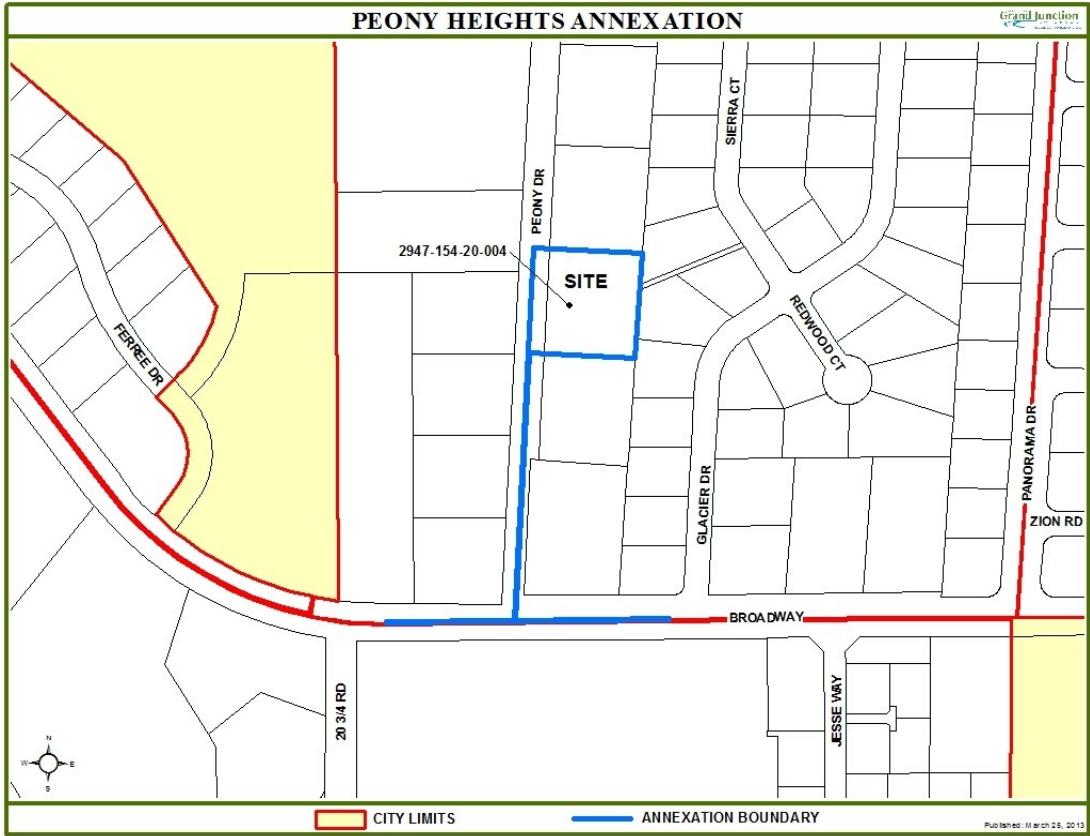 PEONY HEIGHTS ANNEXATION
Grand Junction
SIERRA CT
PEONY DR
2947-154-20-004
SITE
REDWOOD CT
FERREE DR
PANORAMA DR
GLACIER DR
ZION RD
BROADWAY
20 3/4 RD
JESSE WAY
N
W
E
S
CITY LIMITS
ANNEXATION BOUNDARY
Published: March 25, 2013